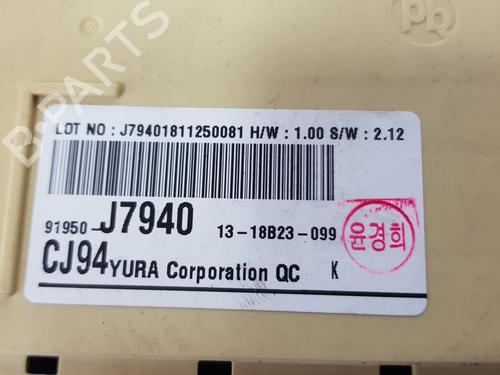 B-PARTS
LOT NO : J79401811250081 H/W : 1.00 S/W : 2.12
91950-J7940
13-18B23-099
윤경희
CJ94 YURA Corporation QC K